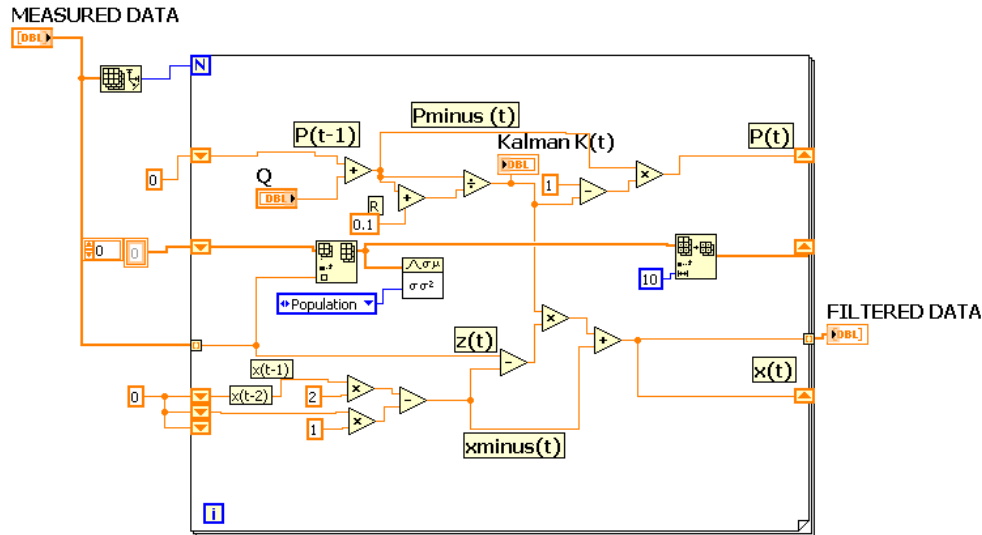 MEASURED DATA
[DBL]
N
Pminus (t)
P(t-1)
Kalman K(t)
P(t)
DBL
0
Q
DBL
1
R
0.1
0
0
σ μ
σ σ²
Population
10
FILTERED DATA
DBL]
z(t)
x(t-1)
x(t)
0
x(t-2)
2
1
xminus(t)
i